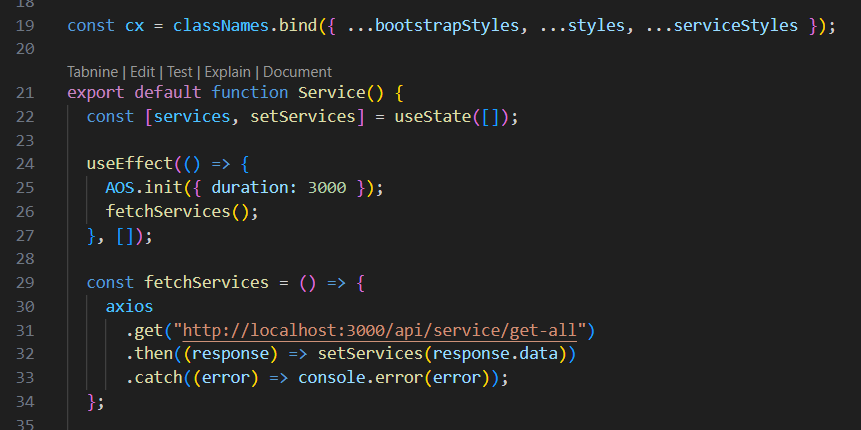 18
19 const cx = classNames.bind({ ...bootstrapStyles, ...styles, ...serviceStyles });
20
Tabnine | Edit | Test | Explain | Document
21 export default function Service() {
22   const [services, setServices] = useState([]);
23
24   useEffect(() => {
25     AOS.init({ duration: 3000 });
26     fetchServices();
27   }, []);
28
29   const fetchServices = () => {
30     axios
31       .get("http://localhost:3000/api/service/get-all")
32       .then((response) => setServices(response.data))
33       .catch((error) => console.error(error));
34   };
35